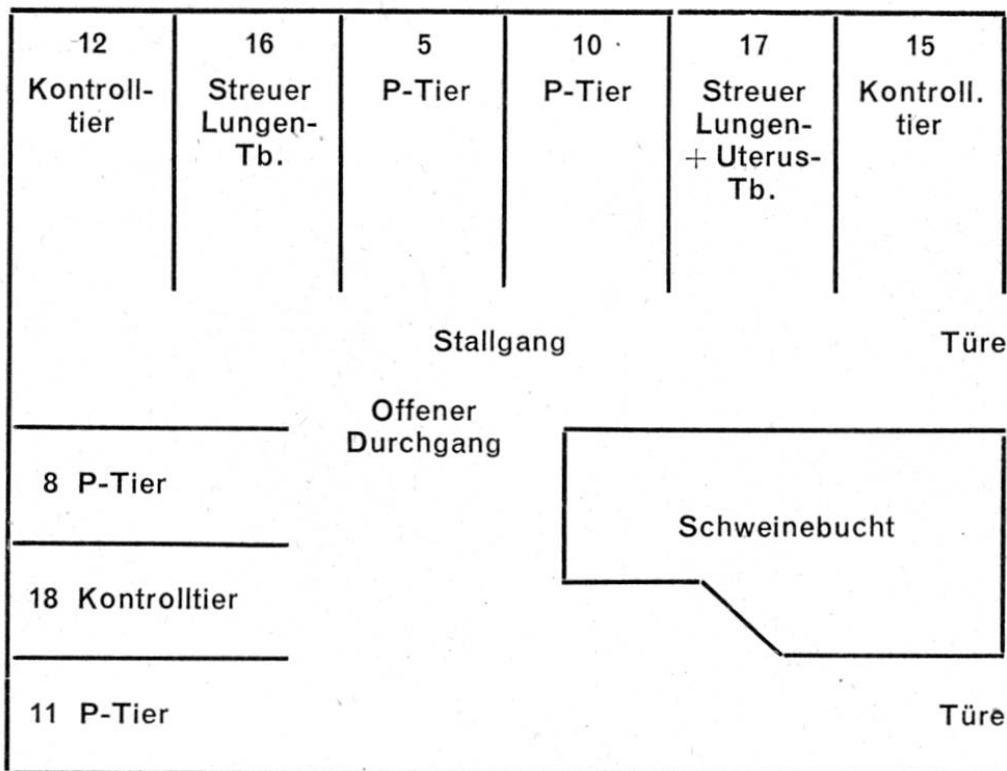 12
Kontroll-
tier
16
Streuer
Lungen-
Tb.
5
P-Tier
10
P-Tier
17
Streuer
Lungen-
+ Uterus-
Tb.
15
Kontroll.
tier
Stallgang
Türe
Offener
Durchgang
8 P-Tier
Schweinebucht
18 Kontrolltier
11 P-Tier
Türe